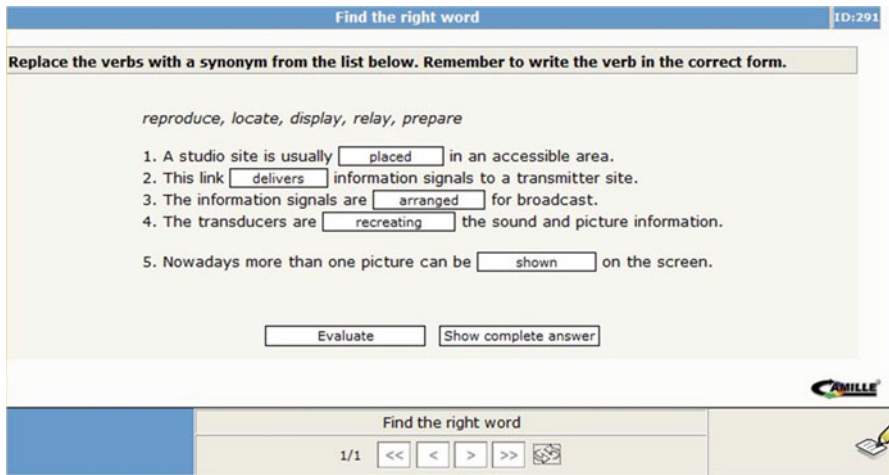 Find the right word
ID:291
eplace the verbs with a synonym from the list below. Remember to write the verb in the correct form.
reproduce, locate, display, relay, prepare
1. A studio site is usually placed in an accessible area.
2. This link delivers information signals to a transmitter site.
3. The information signals are arranged for broadcast.
4. The transducers are recreating the sound and picture information.
5. Nowadays more than one picture can be shown on the screen.
Evaluate Show complete answer
CAMILLE
Find the right word
1/1 << < > >>